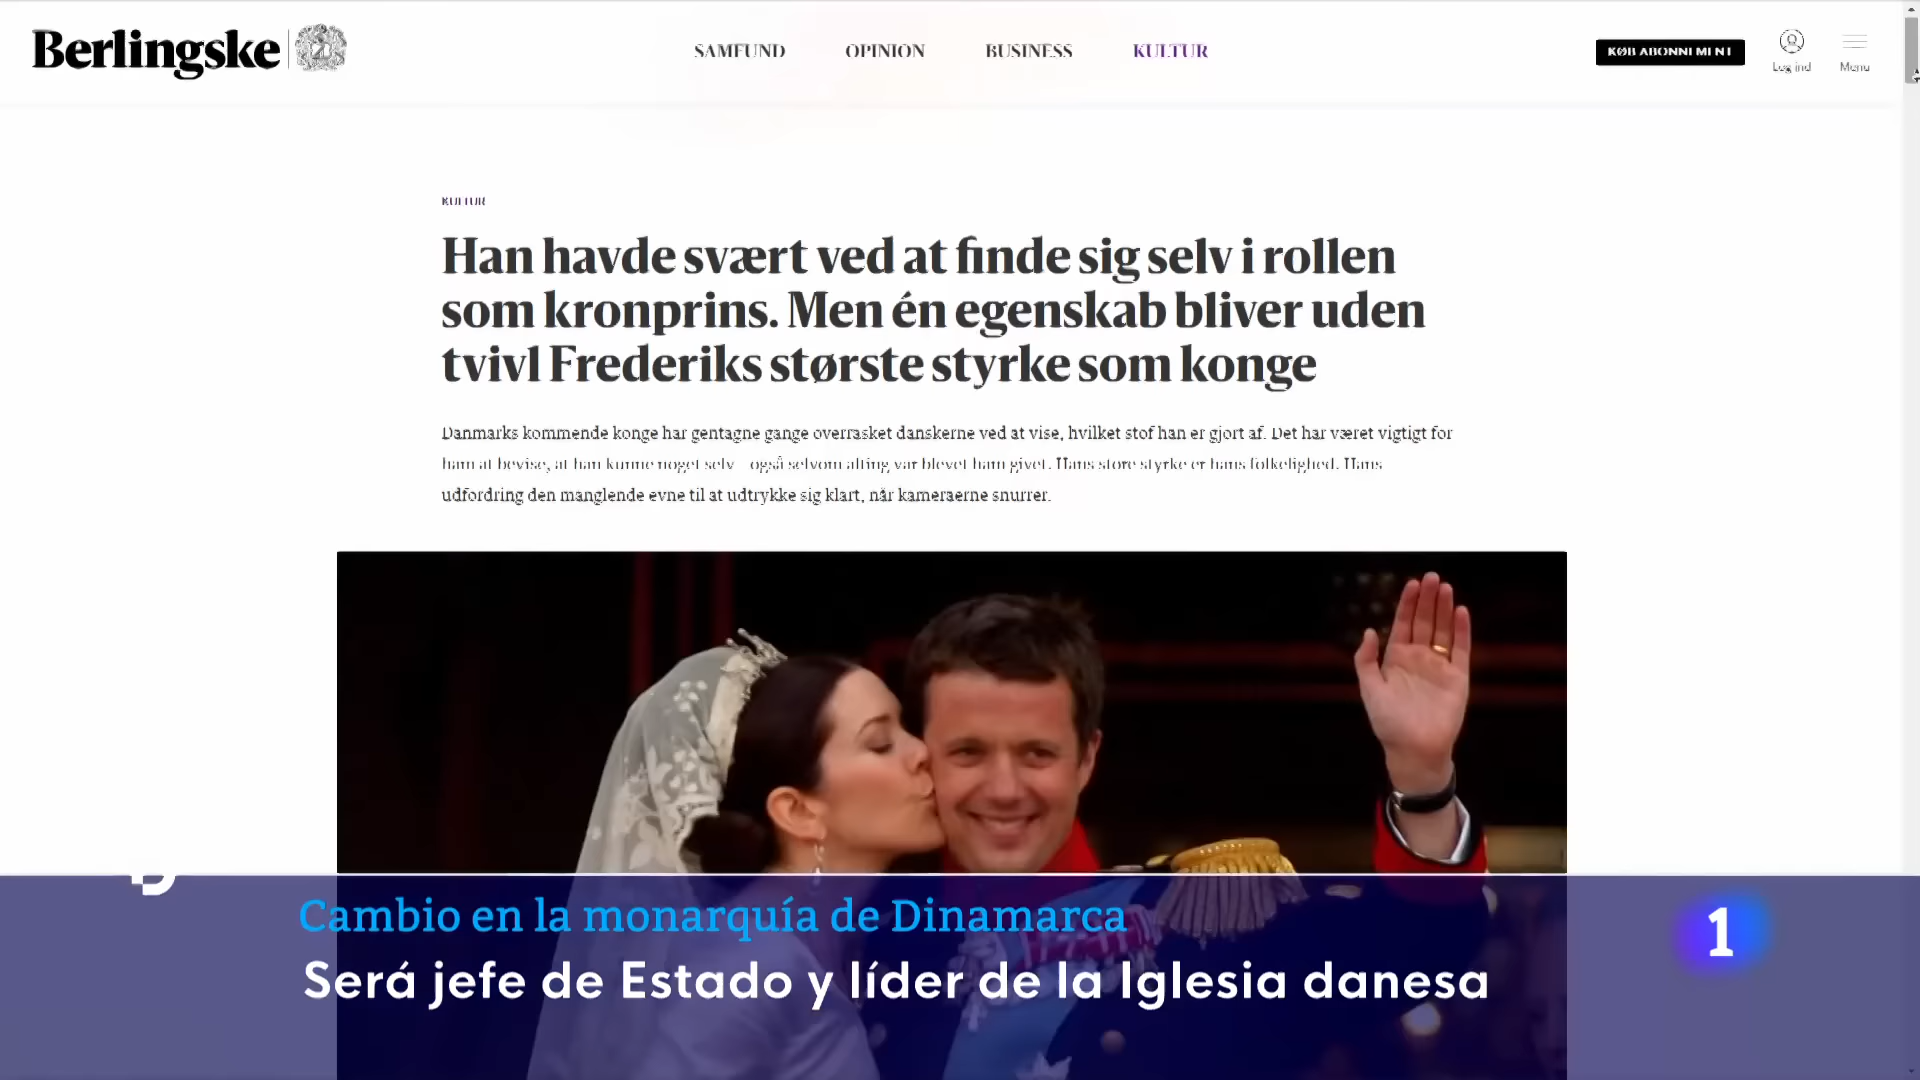 Berlingske
SAMFUND OPINION BUSINESS KULTUR
KØB ABONNEMENT
Log ind
Menu
KULTUR
Han havde svært ved at finde sig selv i rollen
som kronprins. Men én egenskab bliver uden
tvivl Frederiks største styrke som konge
Danmarks kommende konge har gentagne gange overrasket danskerne ved at vise, hvilket stof han er gjort af. Det har været vigtigt for
ham at bevise, at han kunne noget selv – også selvom alting var blevet ham givet. Hans store styrke er hans folkelighed. Hans
udfordring den manglende evne til at udtrykke sig klart, når kameraerne snurrer.
Cambio en la monarquía de Dinamarca
1
Será jefe de Estado y líder de la Iglesia danesa